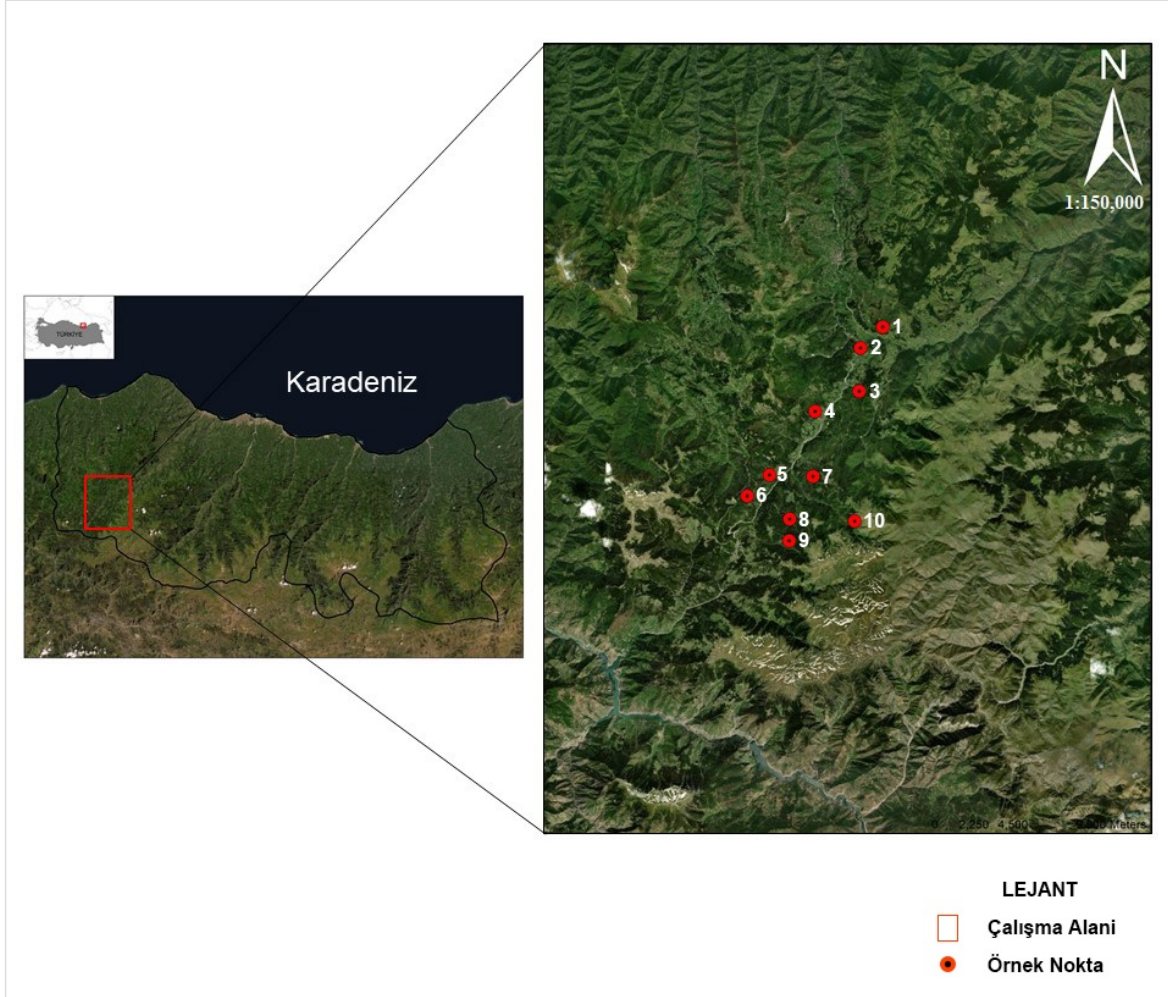 N
1:150,000
TÜRKİYE
Karadeniz
1
2
3
4
5
7
6
8
10
9
0 2,250 4,500 Meters
LEJANT
Çalışma Alani
Örnek Nokta